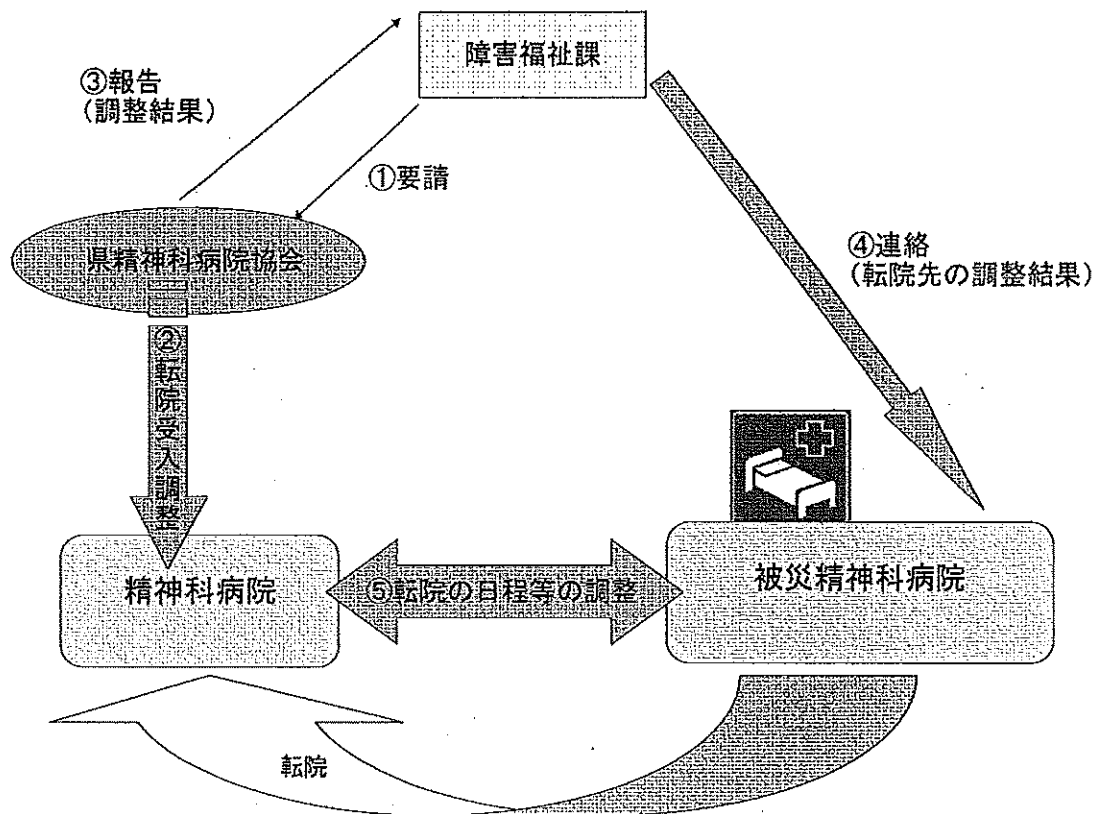 障害福祉課
③報告
(調整結果)
①要請
県精神科病院協会
④連絡
(転院先の調整結果)
②転院受入調整
精神科病院
⑤転院の日程等の調整
被災精神科病院
転院